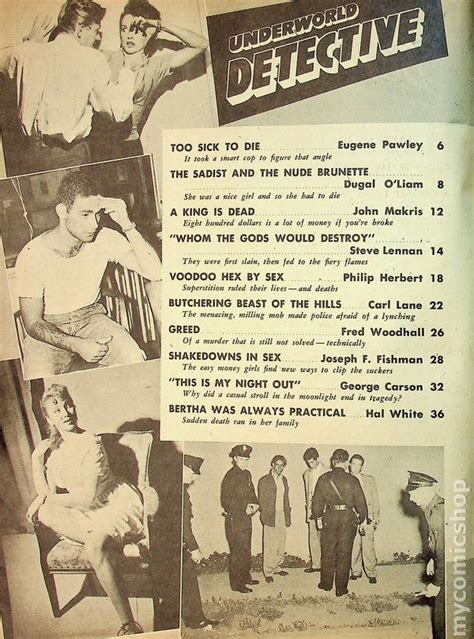 UNDERWORLD
DETECTIVE
TOO SICK TO DIE Eugene Pawley 6
It took a smart cop to figure that angle
THE SADIST AND THE NUDE BRUNETTE
Dugal O'Liam 8
She was a nice girl and so she had to die
A KING IS DEAD John Makris 12
Eight hundred dollars is a lot of money if you're broke
"WHOM THE GODS WOULD DESTROY"
Steve Lennan 14
They were first slain, then fed to the fiery flames
VOODOO HEX BY SEX Philip Herbert 18
Superstition ruled their lives—and deaths
BUTCHERING BEAST OF THE HILLS Carl Lane 22
The menacing, milling mob made police afraid of a lynching
GREED Fred Woodhall 26
Of a murder that is still not solved—technically
SHAKEDOWNS IN SEX Joseph F. Fishman 28
The easy money girls find new ways to clip the suckers
"THIS IS MY NIGHT OUT" George Carson 32
Why did a casual stroll in the moonlight end in tragedy?
BERTHA WAS ALWAYS PRACTICAL Hal White 36
Sudden death ran in her family
mycomicshop